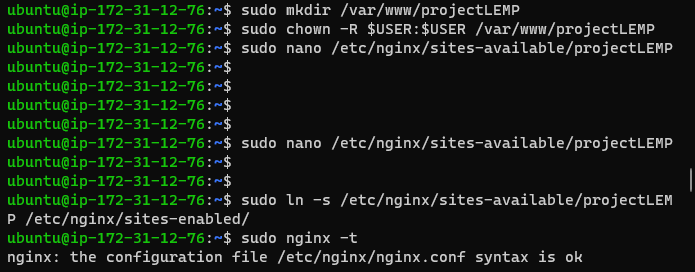 ubuntu@ip-172-31-12-76:~$ sudo mkdir /var/www/projectLEMP
ubuntu@ip-172-31-12-76:~$ sudo chown -R $USER:$USER /var/www/projectLEMP
ubuntu@ip-172-31-12-76:~$ sudo nano /etc/nginx/sites-available/projectLEMP
ubuntu@ip-172-31-12-76:~$
ubuntu@ip-172-31-12-76:~$
ubuntu@ip-172-31-12-76:~$
ubuntu@ip-172-31-12-76:~$
ubuntu@ip-172-31-12-76:~$ sudo nano /etc/nginx/sites-available/projectLEMP
ubuntu@ip-172-31-12-76:~$
ubuntu@ip-172-31-12-76:~$
ubuntu@ip-172-31-12-76:~$ sudo ln -s /etc/nginx/sites-available/projectLEM
P /etc/nginx/sites-enabled/
ubuntu@ip-172-31-12-76:~$ sudo nginx -t
nginx: the configuration file /etc/nginx/nginx.conf syntax is ok